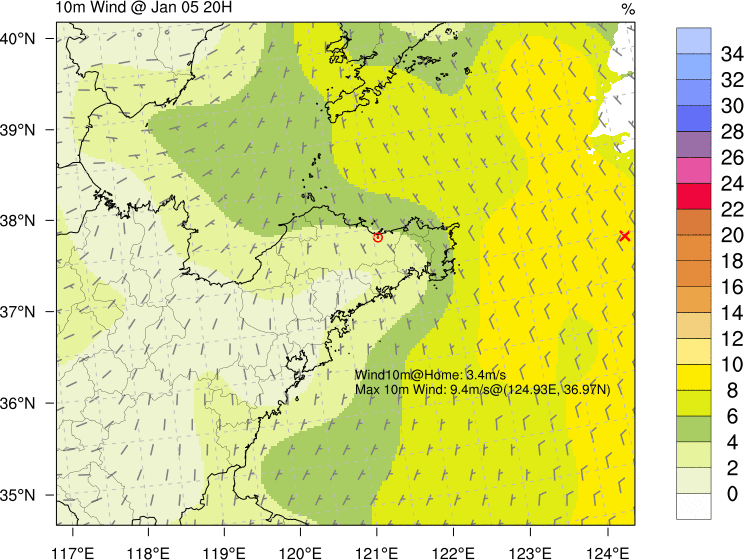 10m Wind @ Jan 05 20H
%
40°N
39°N
38°N
37°N
36°N
35°N
117°E
118°E
119°E
120°E
121°E
122°E
123°E
124°E
Wind10m@Home: 3.4m/s
Max 10m Wind: 9.4m/s@(124.93E, 36.97N)
34
32
30
28
26
24
22
20
18
16
14
12
10
8
6
4
2
0